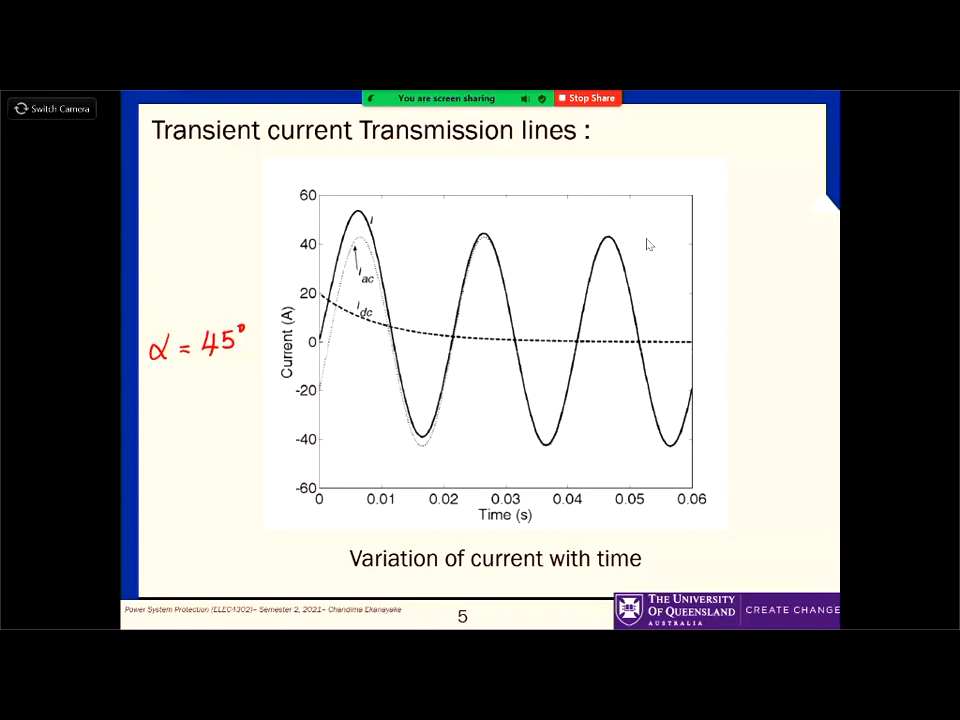 You are screen sharing
Stop Share
Switch Camera
Transient current Transmission lines :
60
40
20
0
-20
-40
-60
Current (A)
i
i ac
i dc
α = 45°
0
0.01
0.02
0.03
0.04
0.05
0.06
Time (s)
Variation of current with time
Power System Protection (ELEC4302)– Semester 2, 2021– Chandima Ekanayake
5
THE UNIVERSITY
OF QUEENSLAND
AUSTRALIA
CREATE CHANGE